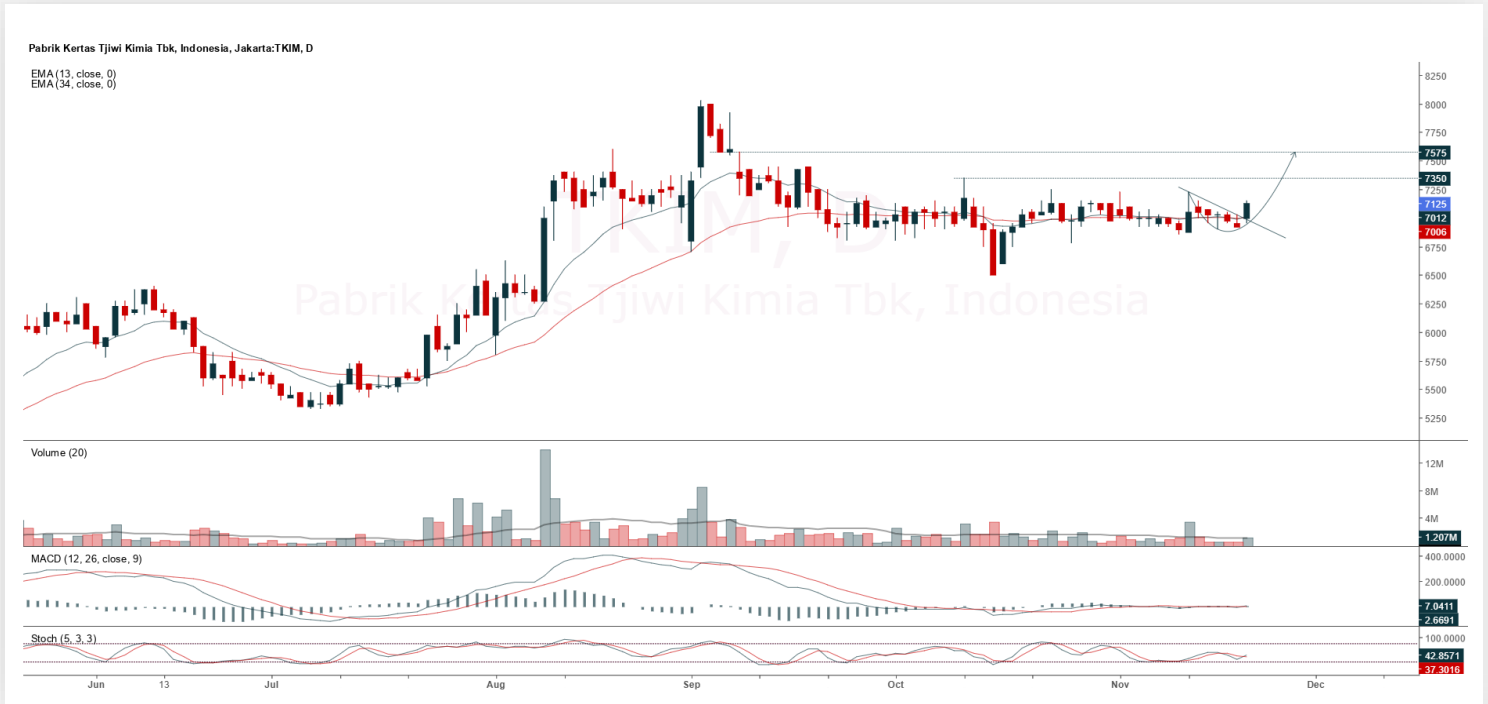 Pabrik Kertas Tjiwi Kimia Tbk, Indonesia, Jakarta:TKIM, D
EMA (13, close, 0)
EMA (34, close, 0)
TKIM, D
Pabrik Kertas Tjiwi Kimia Tbk, Indonesia
8250
8000
7750
7575
7500
7350
7250
7125
7012
7006
6750
6500
6250
6000
5750
5500
5250
Volume (20)
12M
8M
4M
1.207M
MACD (12, 26, close, 9)
400.0000
200.0000
7.0411
2.6691
Stoch (5, 3, 3)
100.0000
42.8571
37.3016
Jun 13 Jul Aug Sep Oct Nov Dec